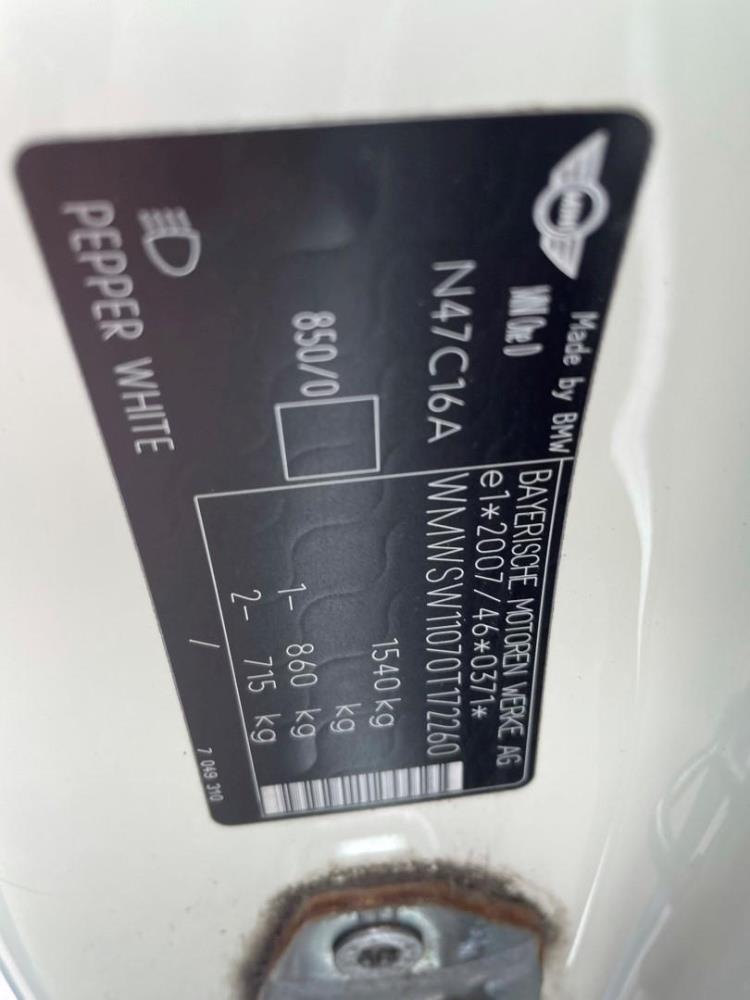 MINI
Made by BMW
BAYERISCHE MOTOREN WERKE AG
e1*2007/46*0371*
N47C16A
WMWSW11070T172260
1540 kg
kg
850/0
1- 860 kg
2- 715 kg
/
PEPPER WHITE
7 049 310